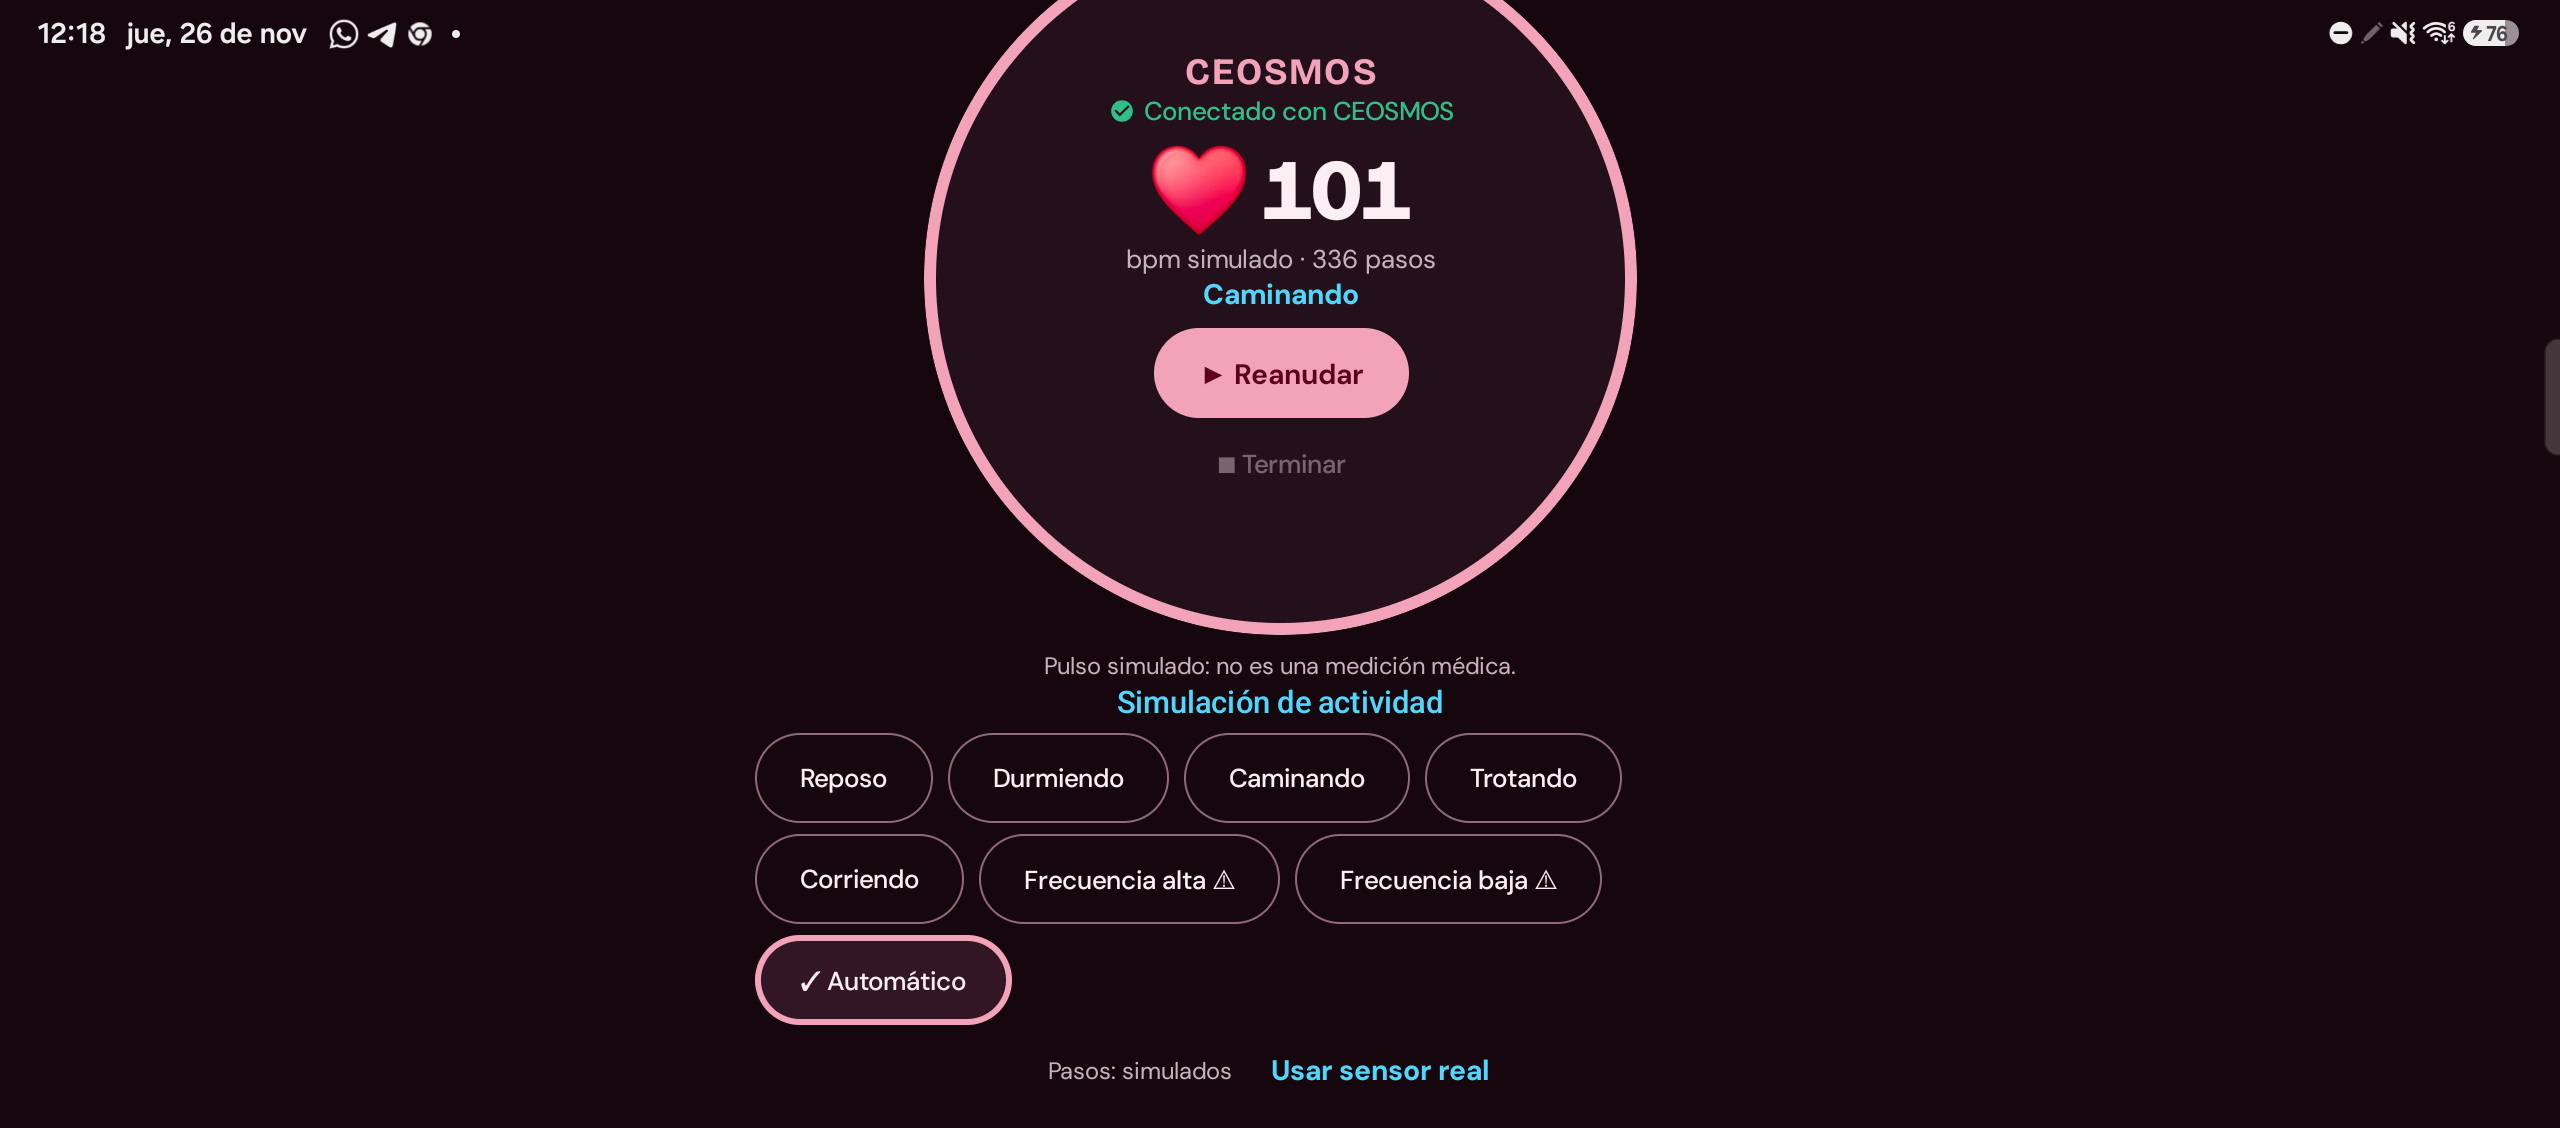 12:18 jue, 26 de nov 6 76
CEOSMOS
Conectado con CEOSMOS
101
bpm simulado · 336 pasos
Caminando
► Reanudar
■ Terminar
Pulso simulado: no es una medición médica.
Simulación de actividad
Reposo Durmiendo Caminando Trotando
Corriendo Frecuencia alta ⚠ Frecuencia baja ⚠
✓ Automático
Pasos: simulados Usar sensor real